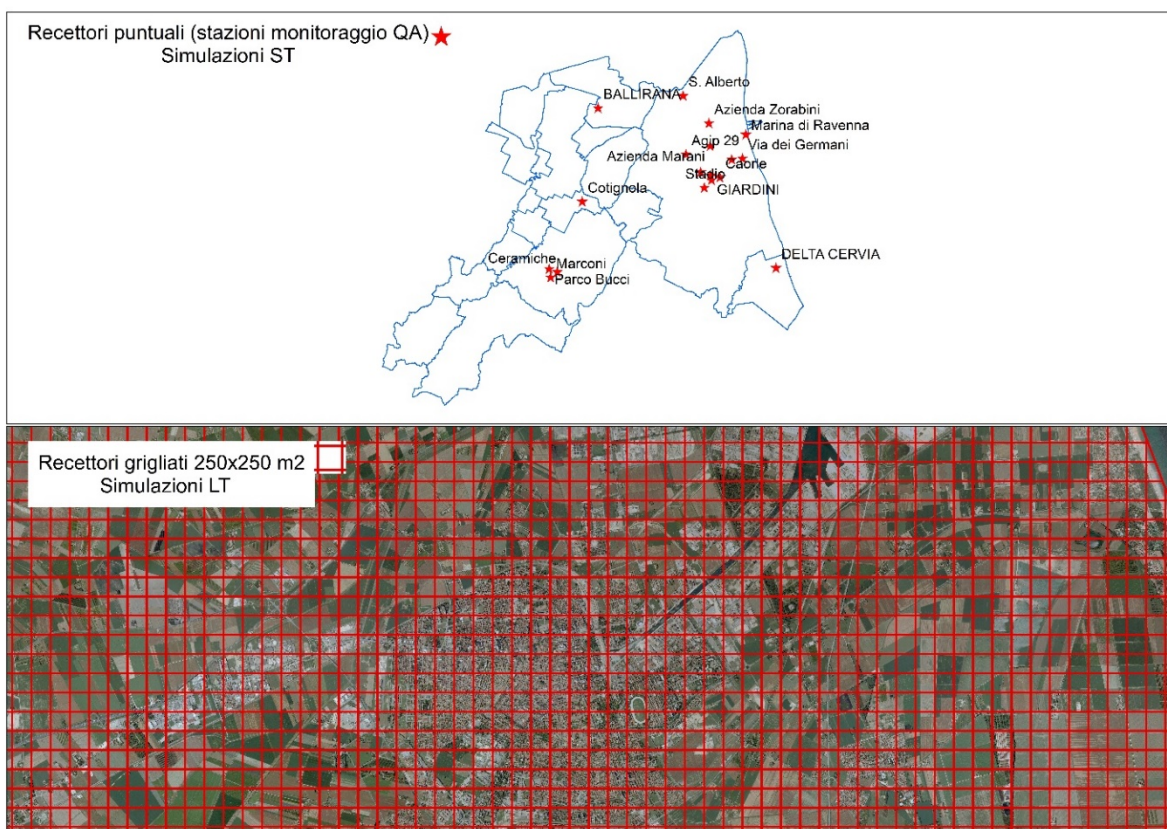 Recettori puntuali (stazioni monitoraggio QA)
Simulazioni ST
S. Alberto
BALLIRANA
Azienda Zorabini
Marina di Ravenna
Agip 29
Via dei Germani
Azienda Marani
Caorle
Stadio
GIARDINI
Cotignola
DELTA CERVIA
Ceramiche
Marconi
Parco Bucci
Recettori grigliati 250x250 m2
Simulazioni LT